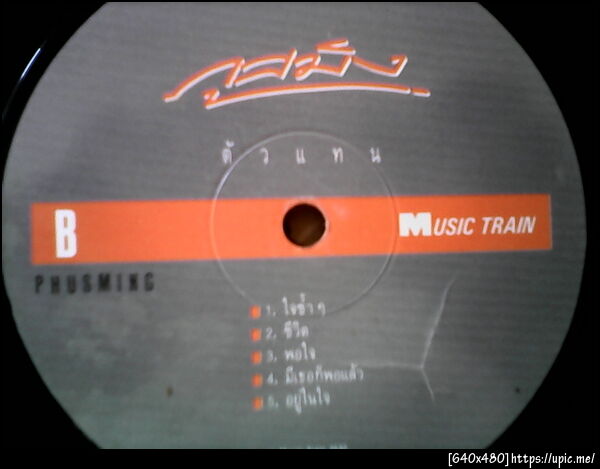 ภูสมิง
ตัวแทน
B
MUSIC TRAIN
PHUSMING
1. ใจช้ำๆ
2. ชีวิต
3. พอใจ
4. มีเธอก็พอแล้ว
5. อยู่ในใจ
[640x480]https://upic.me/